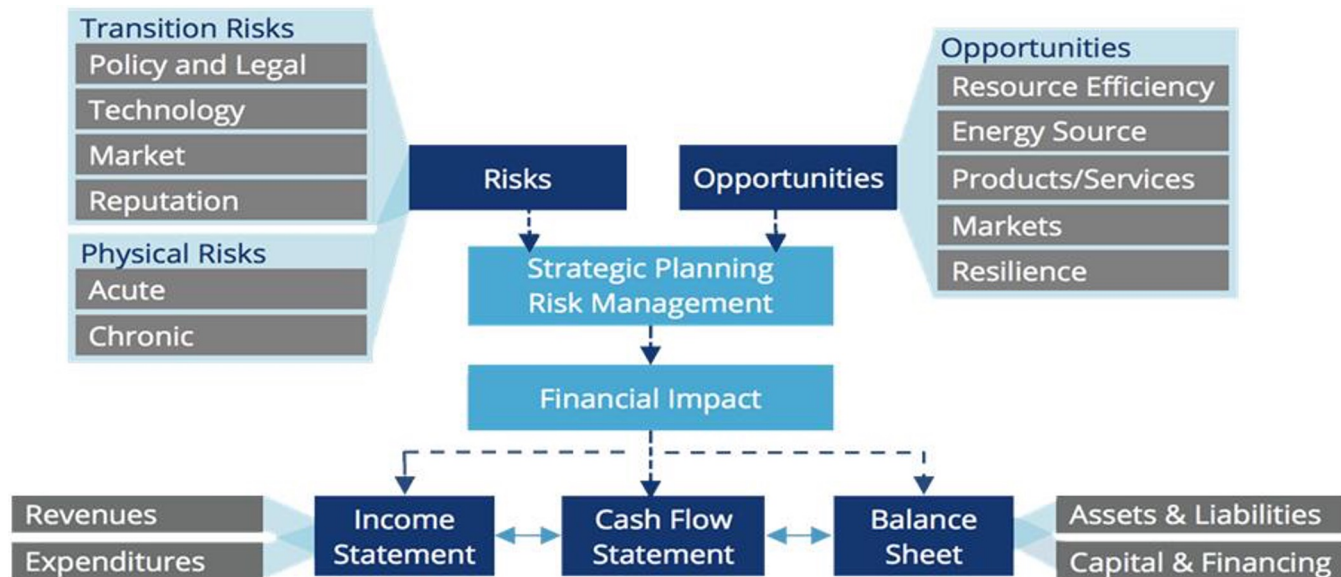 Transition Risks
Policy and Legal
Technology
Market
Reputation
Physical Risks
Acute
Chronic
Risks
Opportunities
Opportunities
Resource Efficiency
Energy Source
Products/Services
Markets
Resilience
Strategic Planning
Risk Management
Financial Impact
Revenues
Expenditures
Income
Statement
Cash Flow
Statement
Balance
Sheet
Assets & Liabilities
Capital & Financing